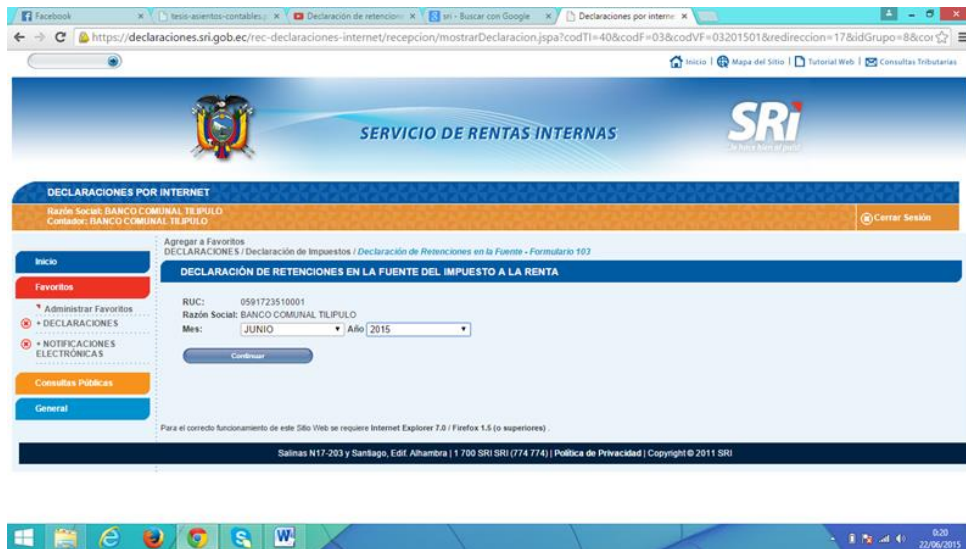 Facebook
tesis-asientos-contables.p
Declaración de retencion
sri - Buscar con Google
Declaraciones por interne
https://declaraciones.sri.gob.ec/rec-declaraciones-internet/recepcion/mostrarDeclaracion.jspa?codTI=40&codF=03&codVF=03201501&redireccion=17&idGrupo=8&cor
Inicio | Mapa del Sitio | Tutorial Web | Consultas Tributarias
SERVICIO DE RENTAS INTERNAS
SRi
...le hace bien al país!
DECLARACIONES POR INTERNET
Razón Social: BANCO COMUNAL TILIPULO
Contador: BANCO COMUNAL TILIPULO
Cerrar Sesión
Agregar a Favoritos
DECLARACIONES / Declaración de Impuestos / Declaración de Retenciones en la Fuente - Formulario 103
Inicio
Favoritos
Administrar Favoritos
+ DECLARACIONES
+ NOTIFICACIONES
ELECTRÓNICAS
Consultas Públicas
General
DECLARACIÓN DE RETENCIONES EN LA FUENTE DEL IMPUESTO A LA RENTA
RUC: 0591723510001
Razón Social: BANCO COMUNAL TILIPULO
Mes: JUNIO Año 2015
Continuar
Para el correcto funcionamiento de este Sitio Web se requiere Internet Explorer 7.0 / Firefox 1.5 (o superiores) .
Salinas N17-203 y Santiago, Edif. Alhambra | 1 700 SRI SRI (774 774) | Política de Privacidad | Copyright © 2011 SRI
0:20
22/06/2015